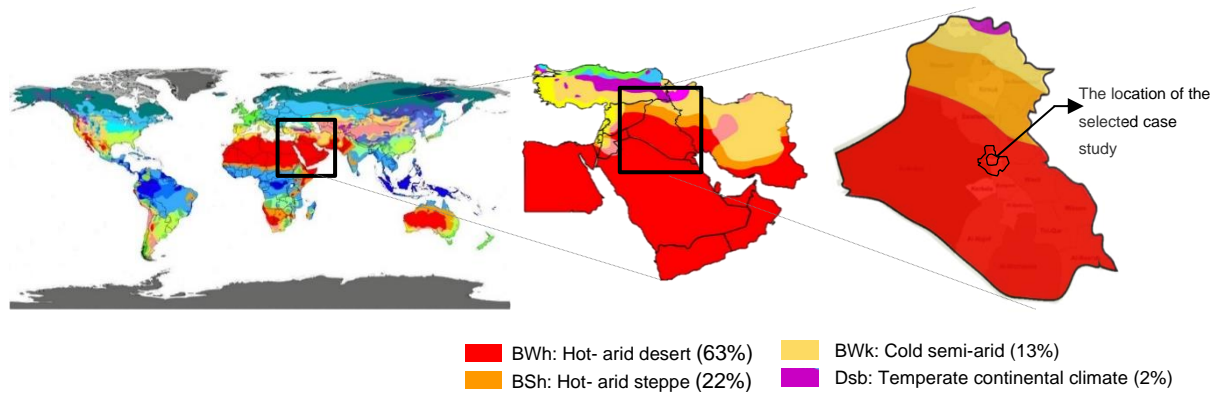 The location of the
selected case
study
BWh: Hot- arid desert (63%)
BWk: Cold semi-arid (13%)
BSh: Hot- arid steppe (22%)
Dsb: Temperate continental climate (2%)